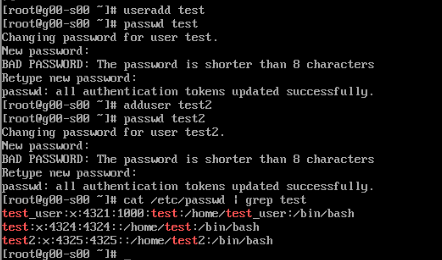 [root@g00-s00 ~]# useradd test
[root@g00-s00 ~]# passwd test
Changing password for user test.
New password:
BAD PASSWORD: The password is shorter than 8 characters
Retype new password:
passwd: all authentication tokens updated successfully.
[root@g00-s00 ~]# adduser test2
[root@g00-s00 ~]# passwd test2
Changing password for user test2.
New password:
BAD PASSWORD: The password is shorter than 8 characters
Retype new password:
passwd: all authentication tokens updated successfully.
[root@g00-s00 ~]# cat /etc/passwd | grep test
test_user:x:4321:1000:test:/home/test_user:/bin/bash
test:x:4324:4324::/home/test:/bin/bash
test2:x:4325:4325::/home/test2:/bin/bash
[root@g00-s00 ~]# _